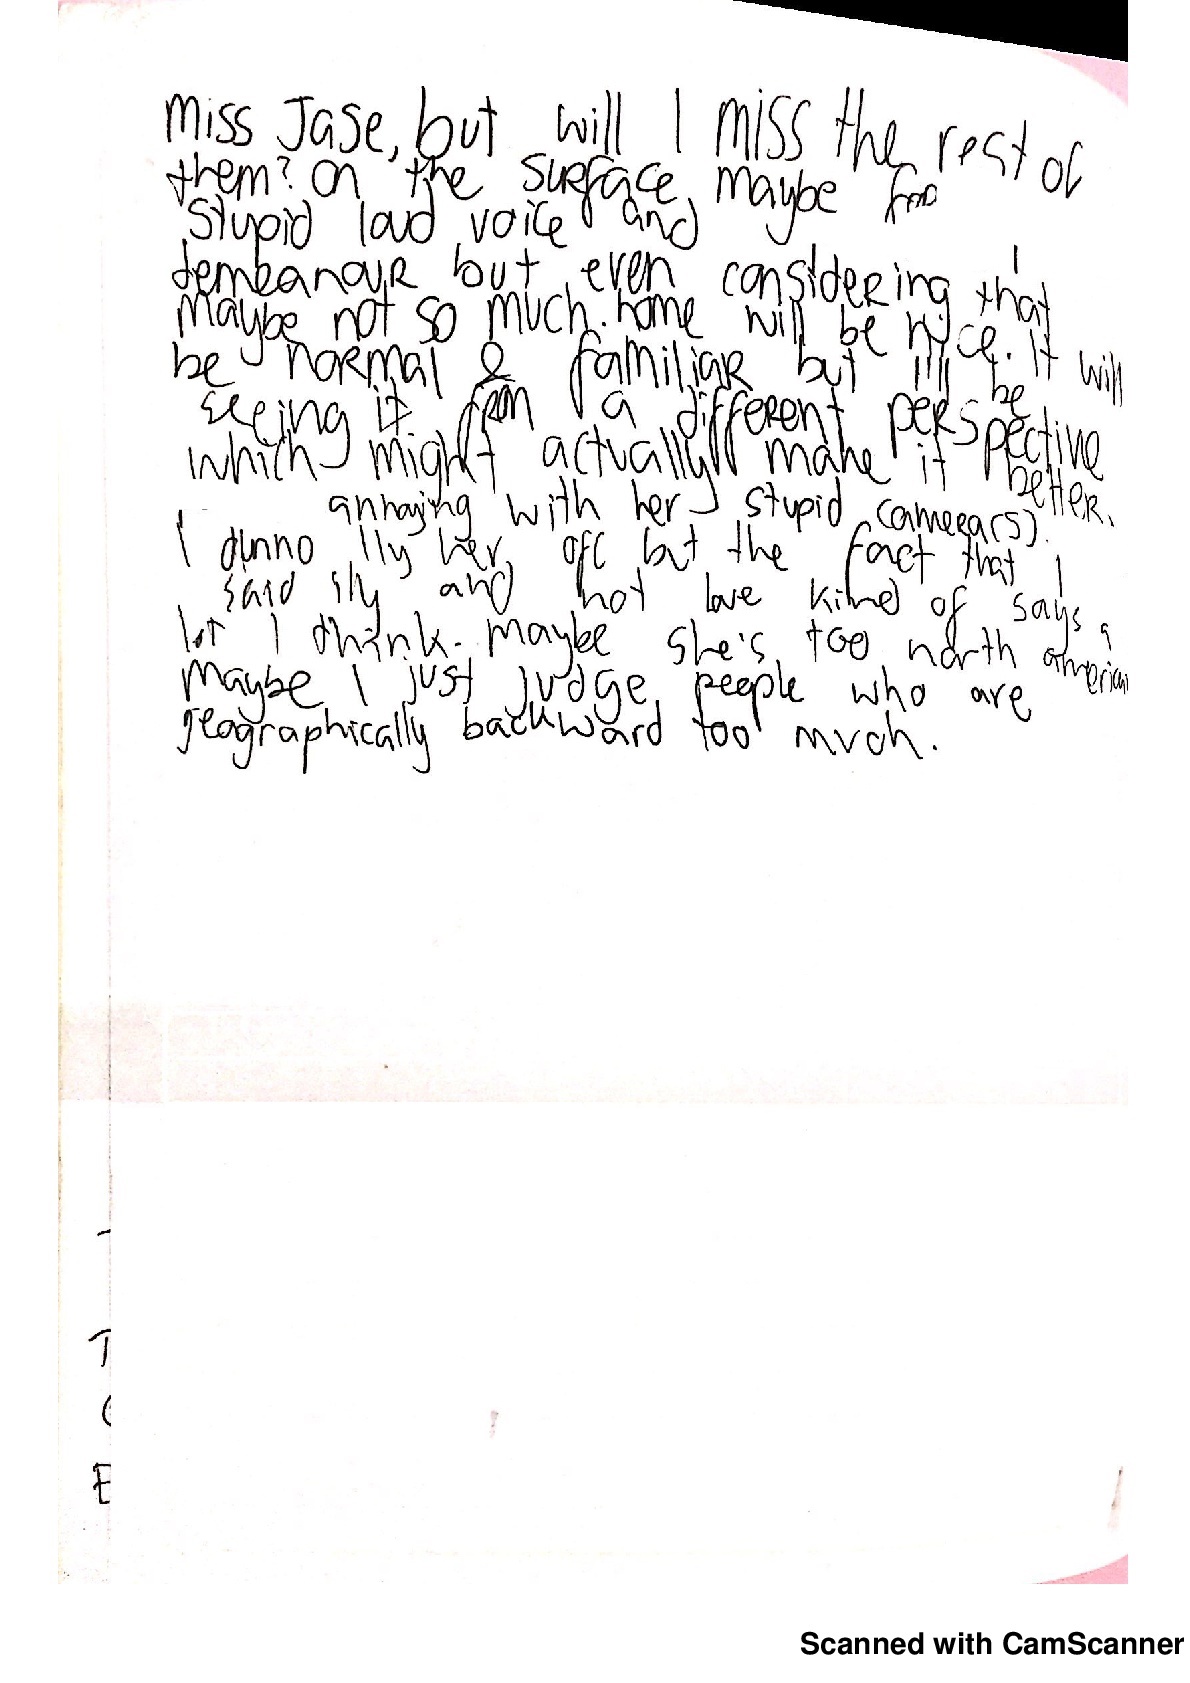 miss Jase, but will I miss the rest of
them? On the surface, maybe for
stupid loud voice and
demeanour but even considering that
maybe not so much. home will be nice. It will
be normal & familiar but I'll be
seeing it from a different perspective
which might actually make it better.
annoying with her stupid camera(s).
I dunno her off but the fact that I
said ily and not love kind of says a
lot I think. Maybe she's too north american
Maybe I just judge people who are
geographically backward too much.
T
E
Scanned with CamScanner